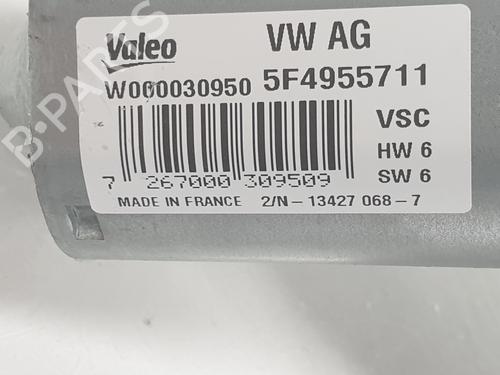 Valeo VW AG
W000030950 5F4955711
VSC
HW 6
7 267000 309509 SW 6
MADE IN FRANCE 2/N-13427 068-7
B-PARTS